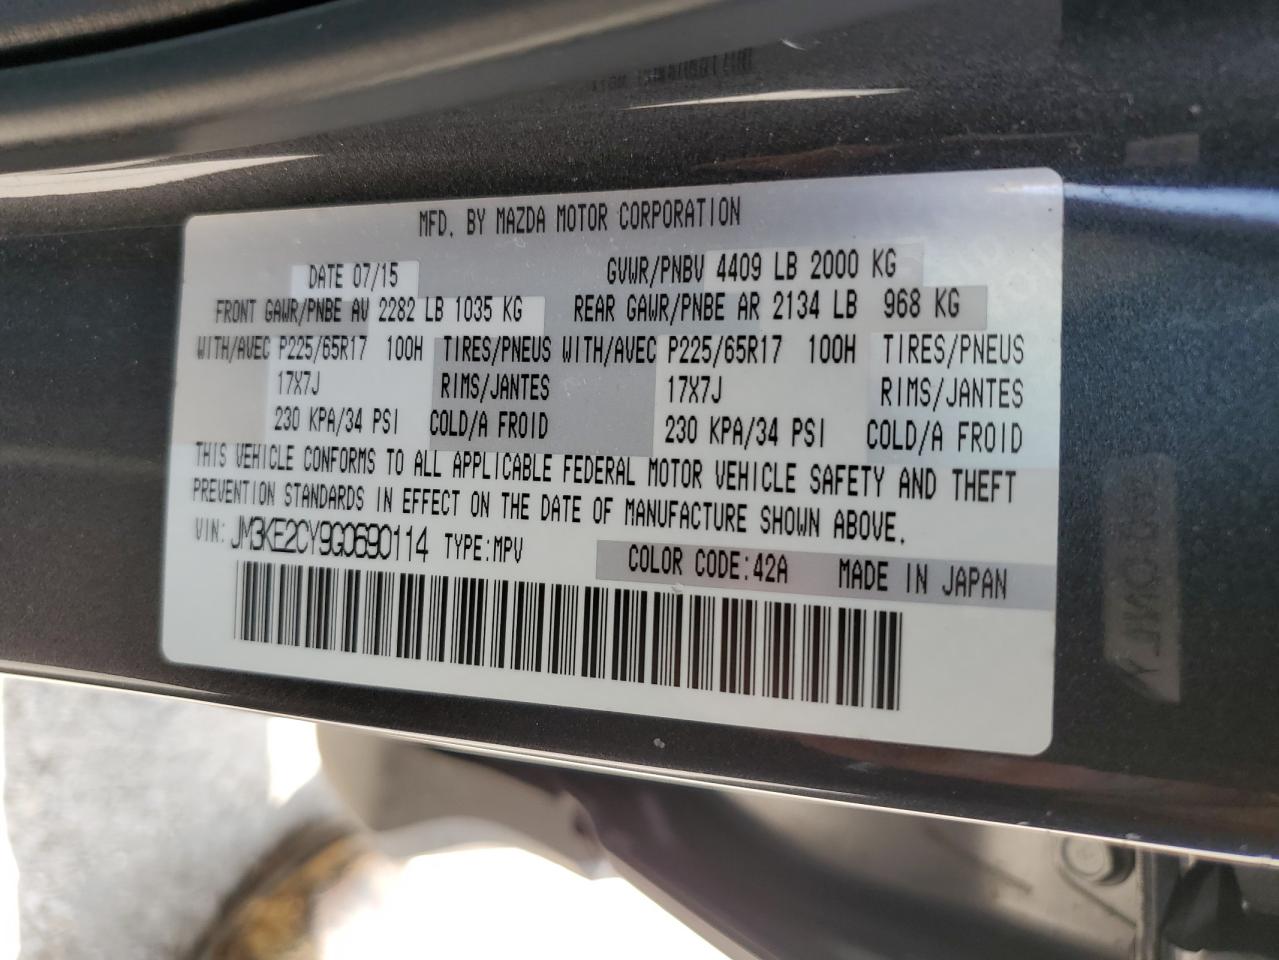 MFD. BY MAZDA MOTOR CORPORATION
DATE 07/15 GVWR/PNBV 4409 LB 2000 KG
FRONT GAWR/PNBE AV 2282 LB 1035 KG REAR GAWR/PNBE AR 2134 LB 968 KG
WITH/AVEC P225/65R17 100H TIRES/PNEUS WITH/AVEC P225/65R17 100H TIRES/PNEUS
17X7J RIMS/JANTES 17X7J RIMS/JANTES
230 KPA/34 PSI COLD/A FROID 230 KPA/34 PSI COLD/A FROID
THIS VEHICLE CONFORMS TO ALL APPLICABLE FEDERAL MOTOR VEHICLE SAFETY AND THEFT
PREVENTION STANDARDS IN EFFECT ON THE DATE OF MANUFACTURE SHOWN ABOVE.
VIN: JM3KE2CY9G0690114 TYPE:MPV COLOR CODE:42A MADE IN JAPAN